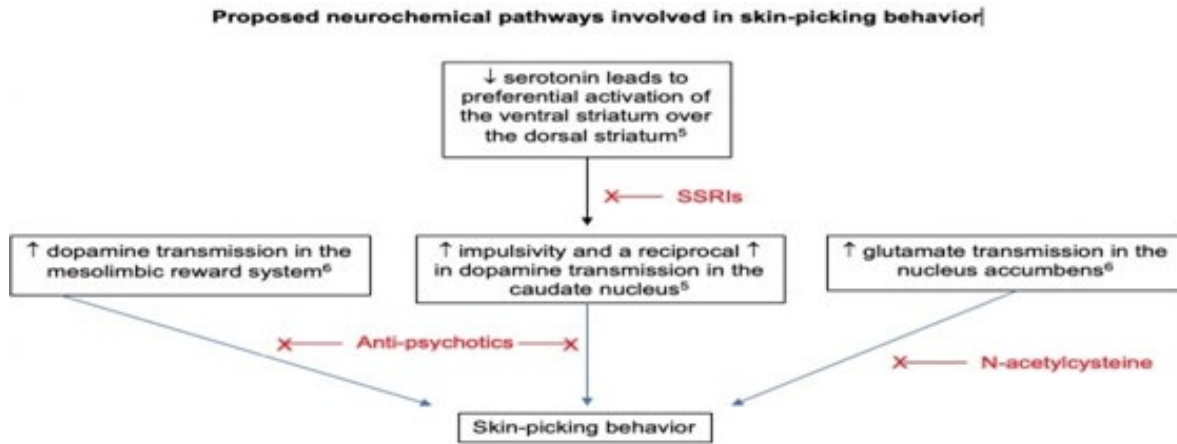 Proposed neurochemical pathways involved in skin-picking behavior
↓ serotonin leads to
preferential activation of
the ventral striatum over
the dorsal striatum⁵
SSRIs
↑ dopamine transmission in the
mesolimbic reward system⁶
↑ impulsivity and a reciprocal ↑
in dopamine transmission in the
caudate nucleus⁵
↑ glutamate transmission in the
nucleus accumbens⁶
Anti-psychotics
N-acetylcysteine
Skin-picking behavior